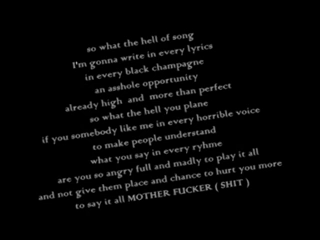 so what the hell of song
I'm gonna write in every lyrics
in every black champagne
an asshole opportunity
already high and more than perfect
so what the hell you plane
if you somebody like me in every horrible voice
to make people understand
what you say in every ryhme
are you so angry full and madly to play it all
and not give them place and chance to hurt you more
to say it all MOTHER FUCKER ( SHIT )